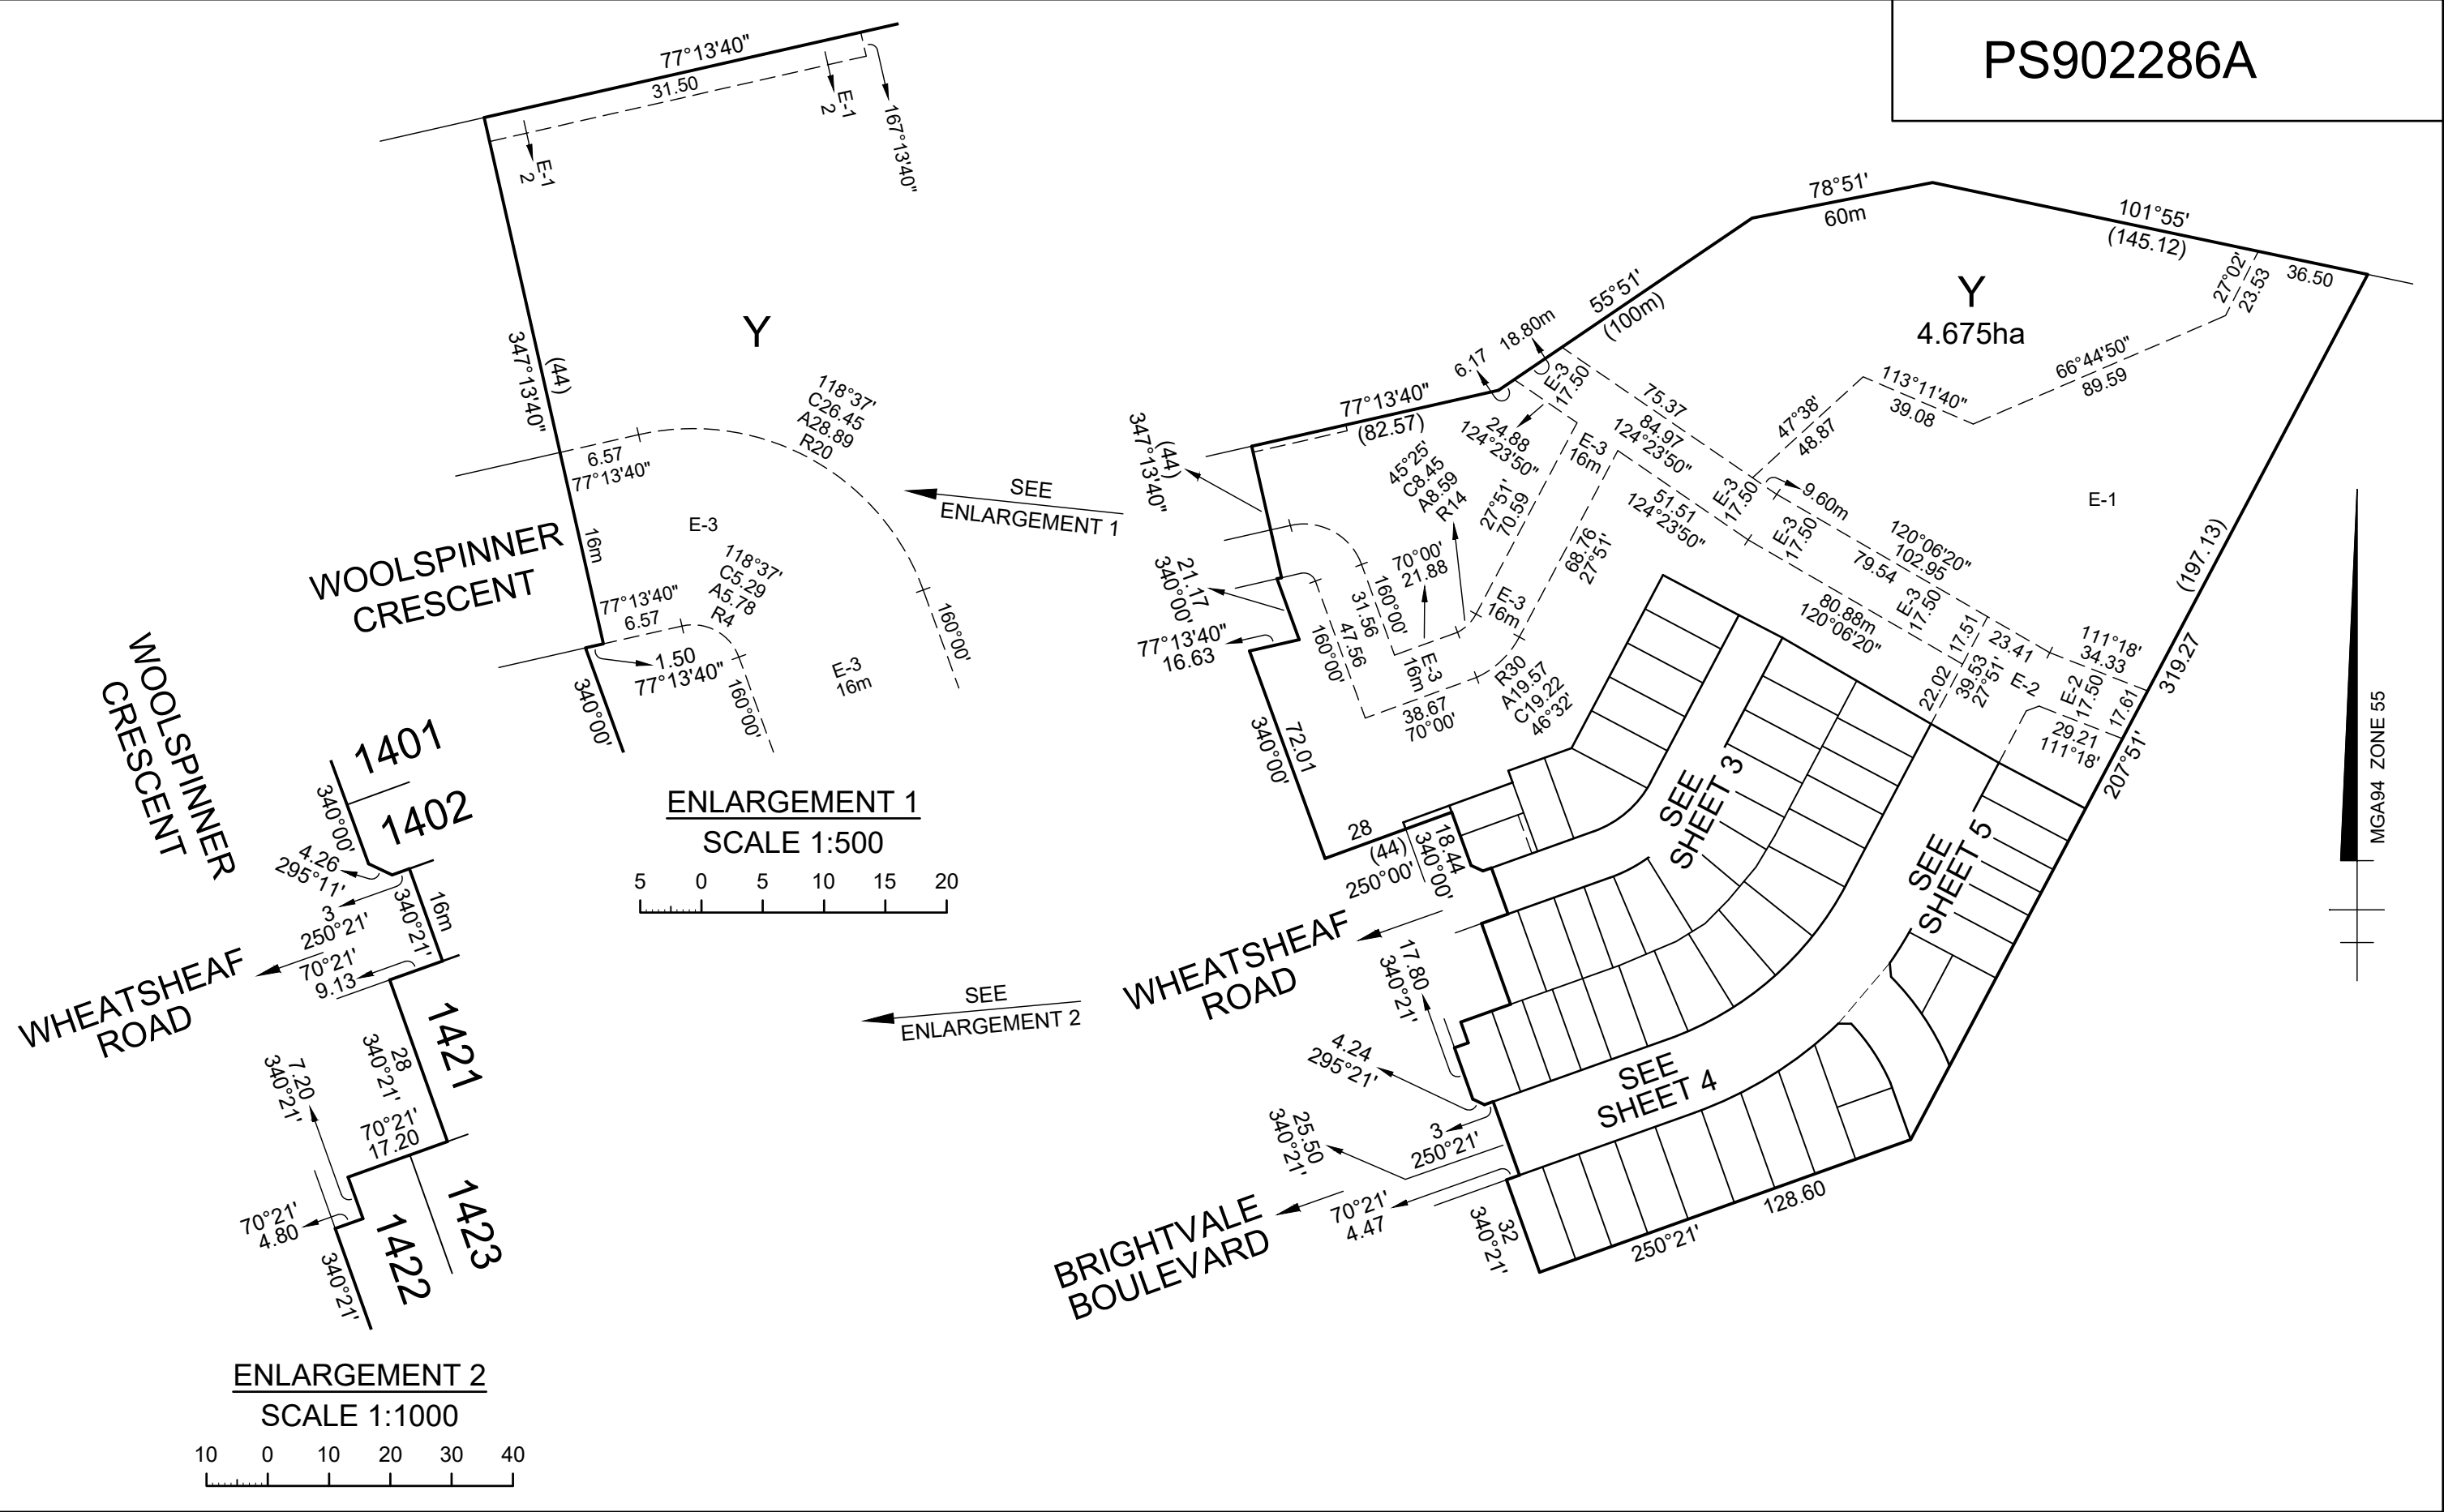 PS902286A
77°13'40"
31.50
E-1
2
E-1
2
167°13'40"
Y
(44)
347°13'40"
118°37'
C26.45
A28.89
R20
6.57
77°13'40"
16m
E-3
118°37'
C5.29
A5.78
R4
77°13'40"
6.57
1.50
77°13'40"
340°00'
160°00'
160°00'
E-3
16m
WOOLSPINNER
CRESCENT
SEE
ENLARGEMENT 1
ENLARGEMENT 1
SCALE 1:500
5 0 5 10 15 20
WOOLSPINNER
CRESCENT
1401
1402
340°00'
4.26
295°11'
3
250°21'
16m
340°21'
70°21'
9.13
WHEATSHEAF
ROAD
1421
28
340°21'
7.20
340°21'
70°21'
17.20
70°21'
4.80
1422
1423
340°21'
SEE
ENLARGEMENT 2
ENLARGEMENT 2
SCALE 1:1000
10 0 10 20 30 40
78°51'
60m
101°55'
(145.12)
36.50
27°02'
23.53
55°51'
(100m)
Y
4.675ha
18.80m
6.17
77°13'40"
(82.57)
(44)
347°13'40"
E-3
17.50
75.37
84.97
124°23'50"
24.88
124°23'50"
E-3
16m
47°38'
48.87
113°11'40"
39.08
66°44'50"
89.59
45°25'
C8.45
A8.59
R14
27°51'
70.59
51.51
124°23'50"
E-3
17.50
9.60m
E-1
E-3
17.50
120°06'20"
102.95
79.54
(197.13)
68.76
27°51'
21.17
340°00'
70°00'
21.88
160°00'
31.56
47.56
160°00'
E-3
16m
77°13'40"
16.63
E-3
16m
38.67
70°00'
R30
A19.57
C19.22
46°32'
80.88m
120°06'20"
E-3
17.50
17.51
23.41
111°18'
34.33
319.27
22.02
39.53
27°51'
E-2
E-2
17.50
17.61
29.21
111°18'
207°51'
72.01
340°00'
28
(44)
250°00'
18.44
340°00'
SEE
SHEET 3
SEE
SHEET 5
MGA94 ZONE 55
WHEATSHEAF
ROAD
17.80
340°21'
4.24
295°21'
SEE
SHEET 4
3
250°21'
25.50
340°21'
70°21'
4.47
BRIGHTVALE
BOULEVARD
32
340°21'
250°21'
128.60